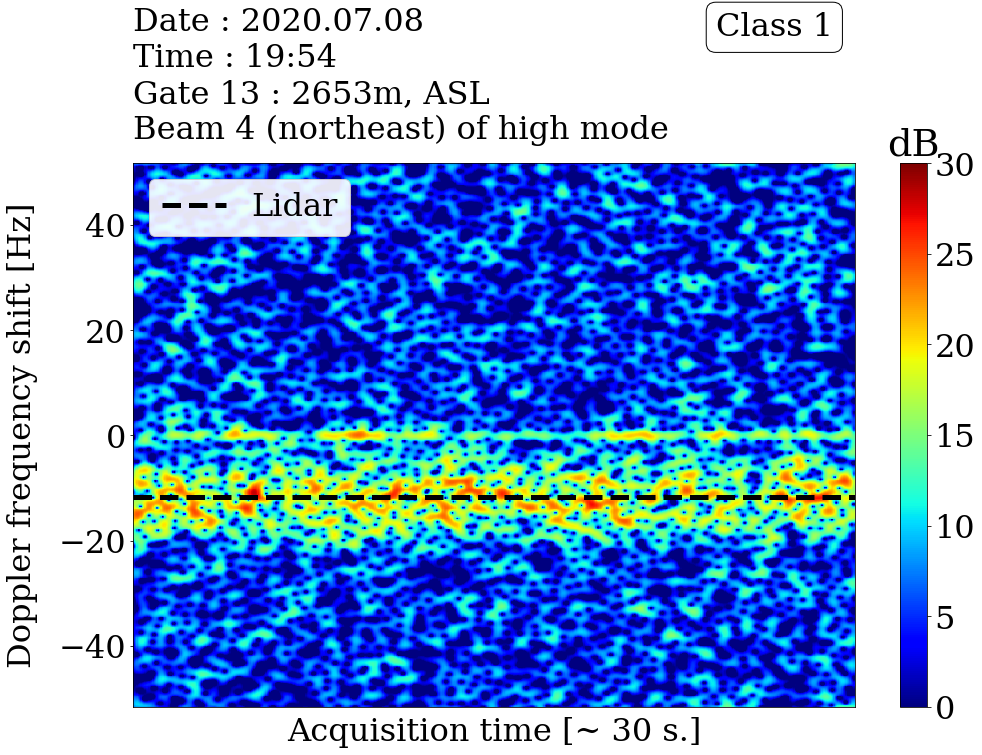 Date : 2020.07.08
Time : 19:54
Gate 13 : 2653m, ASL
Beam 4 (northeast) of high mode
Class 1
dB
Lidar
Doppler frequency shift [Hz]
40
20
0
−20
−40
30
25
20
15
10
5
0
Acquisition time [~ 30 s.]